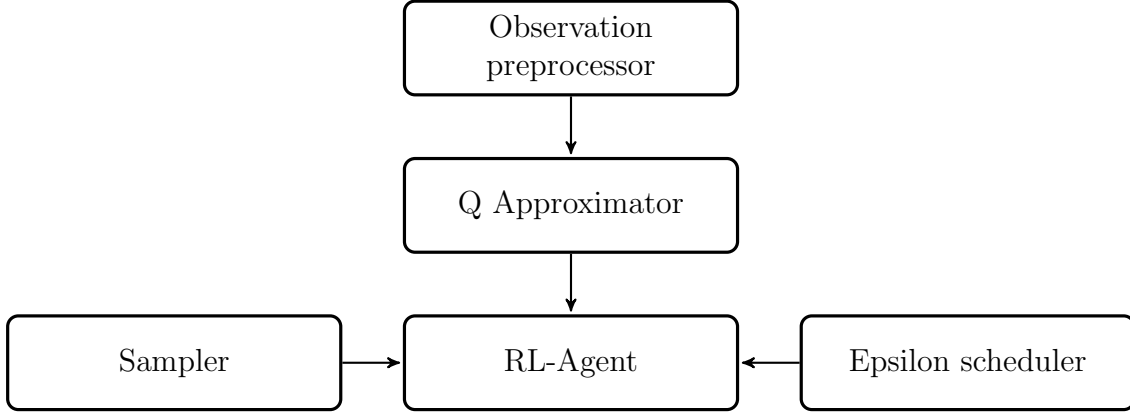 Observation
preprocessor
Q Approximator
Sampler
RL-Agent
Epsilon scheduler